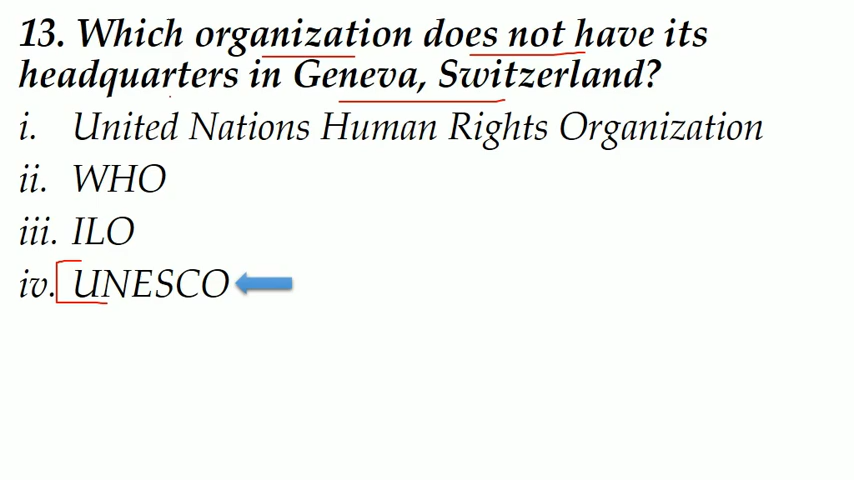 13. Which organization does not have its
headquarters in Geneva, Switzerland?
i. United Nations Human Rights Organization
ii. WHO
iii. ILO
iv. UNESCO